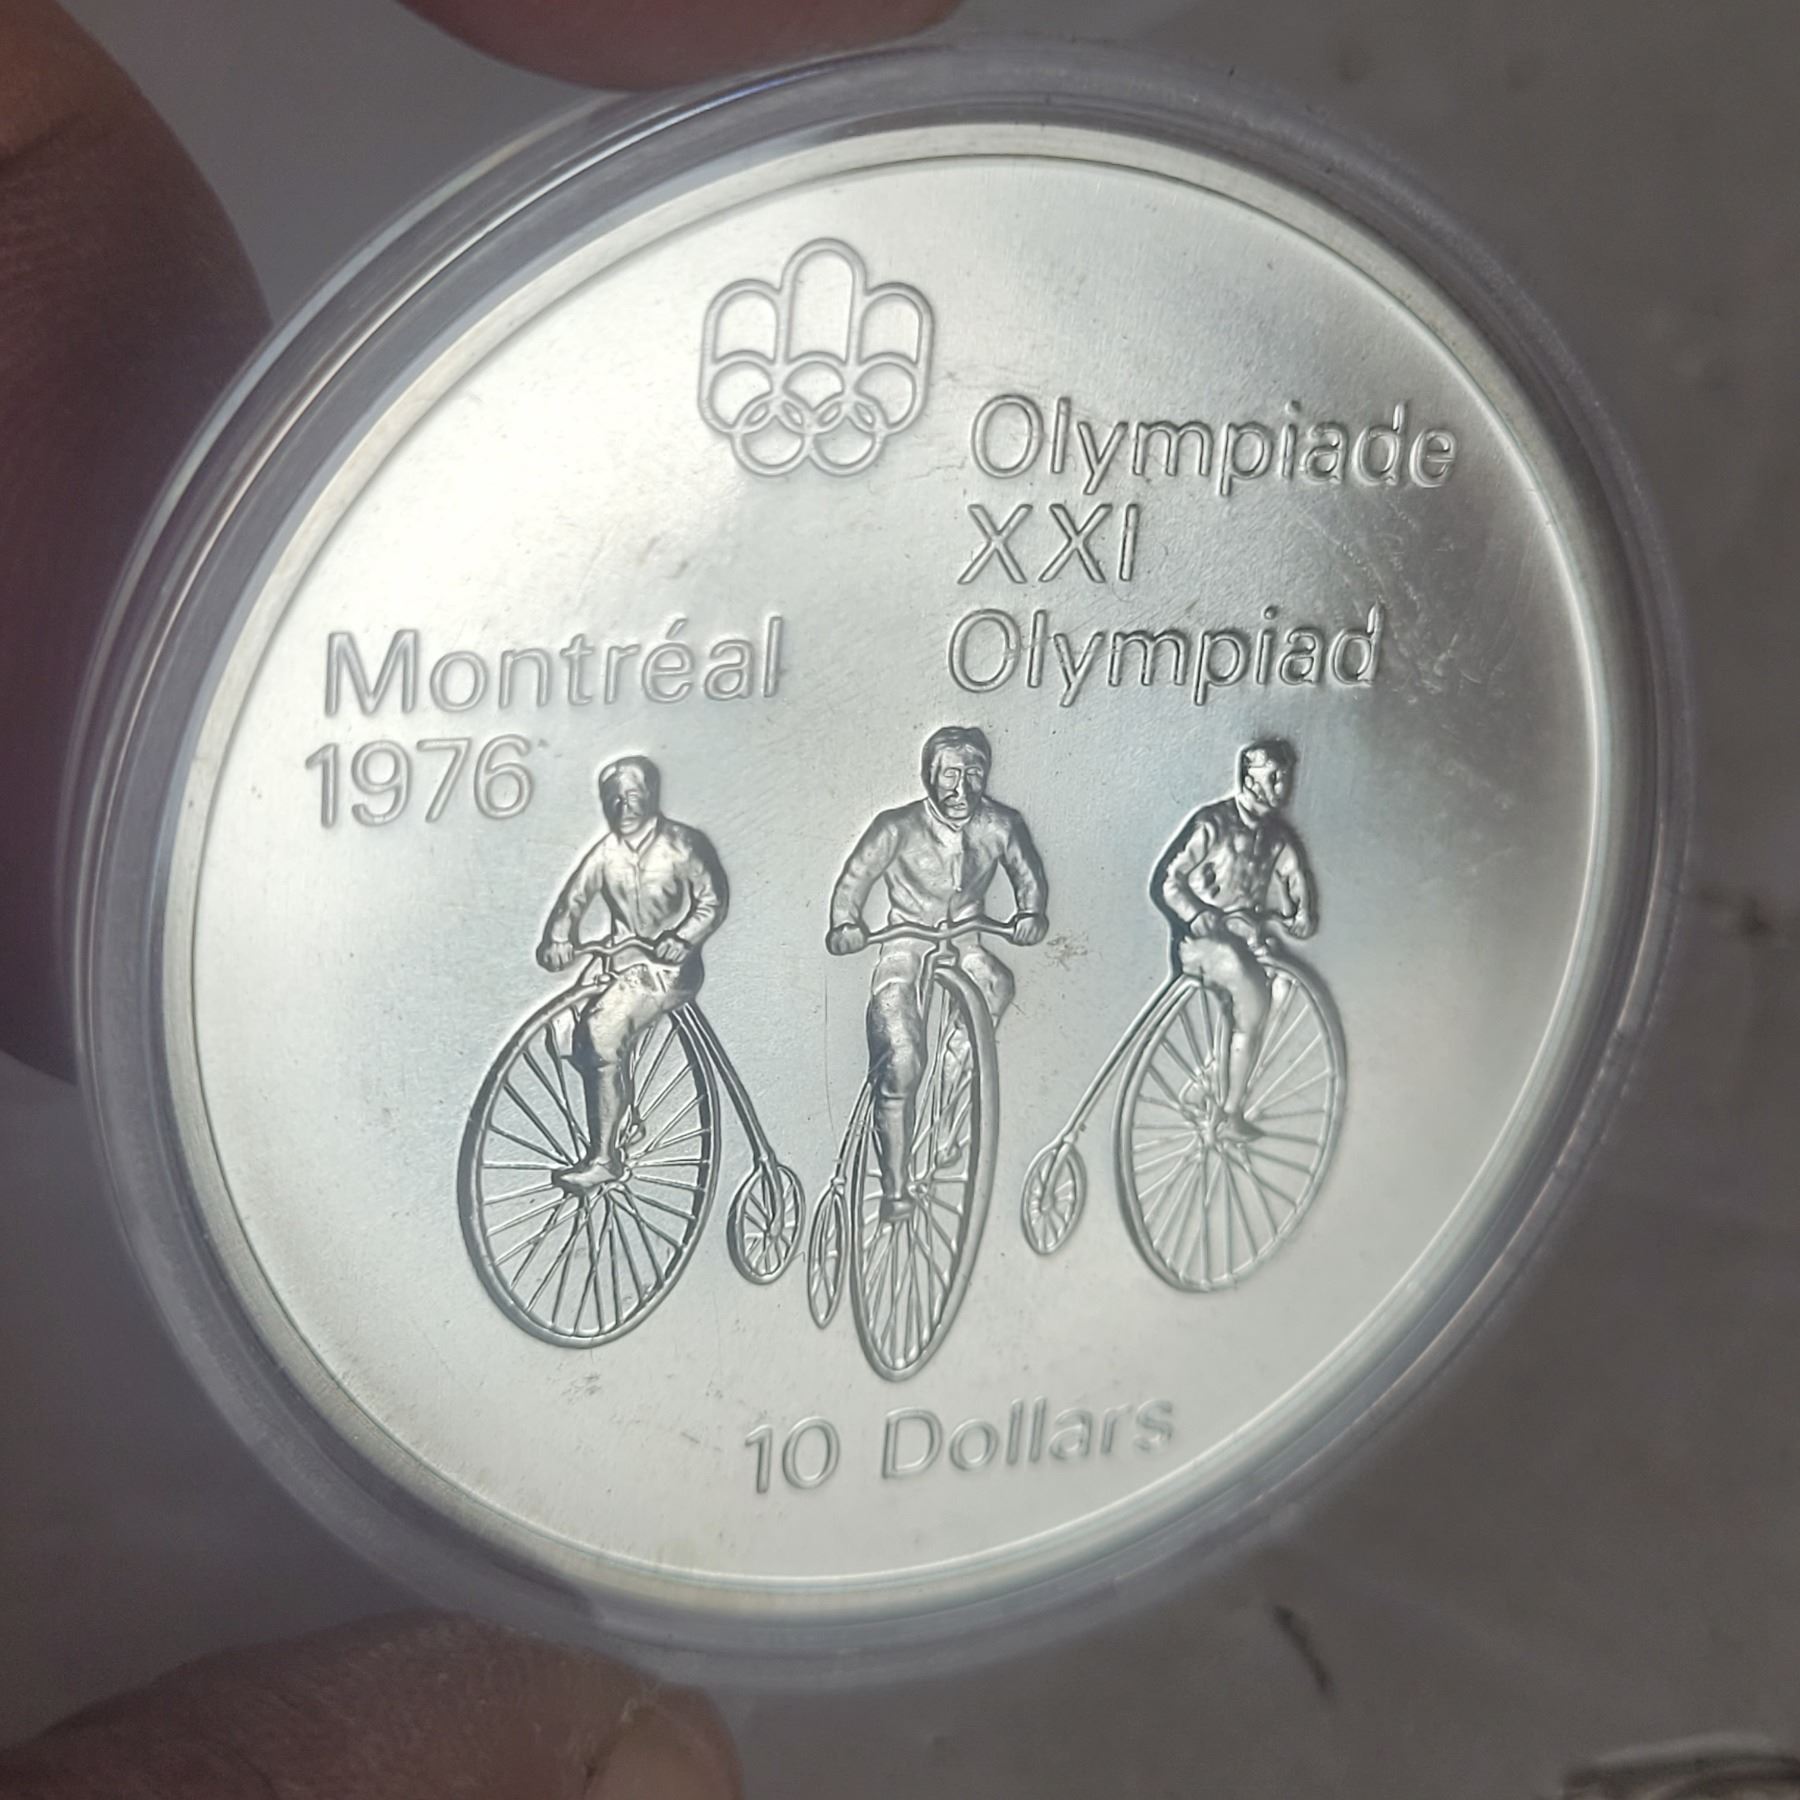 Olympiade
XXI
Olympiad
Montréal
1976
10 Dollars